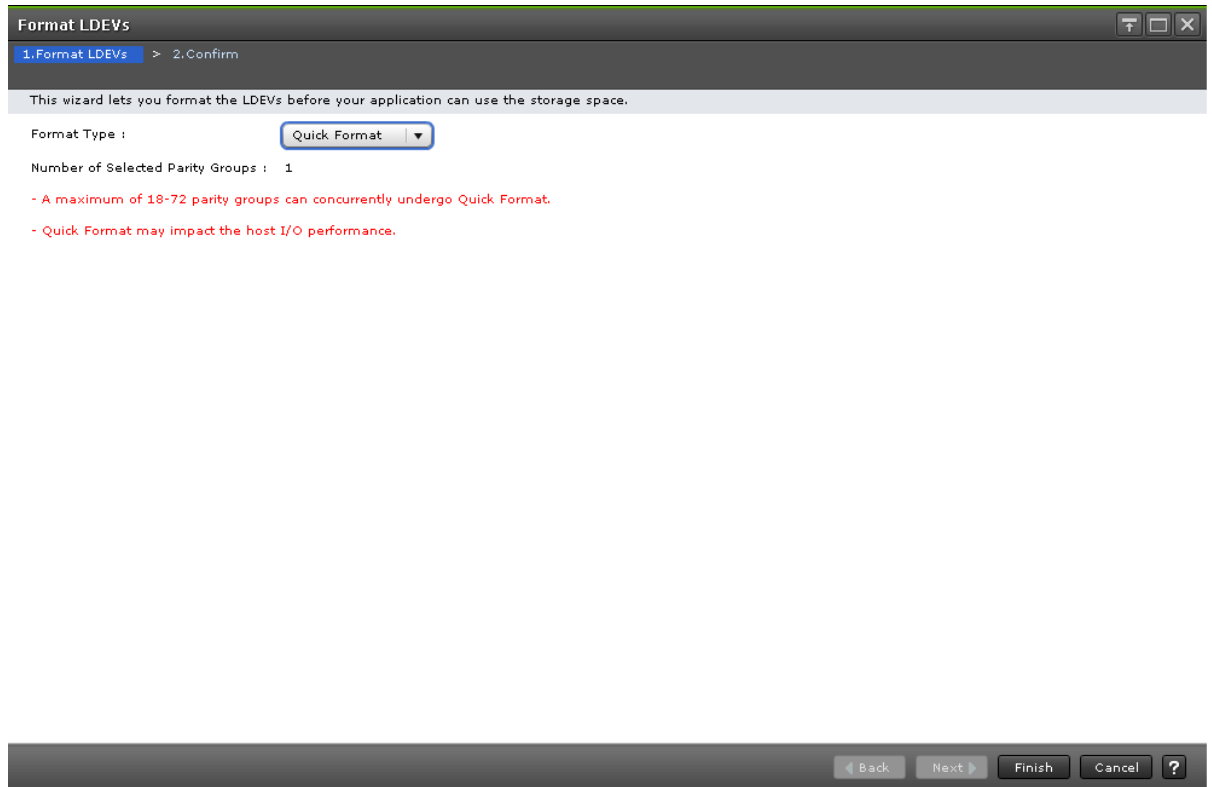 Format LDEVs
1.Format LDEVs > 2.Confirm
This wizard lets you format the LDEVs before your application can use the storage space.
Format Type : Quick Format
Number of Selected Parity Groups : 1
- A maximum of 18-72 parity groups can concurrently undergo Quick Format.
- Quick Format may impact the host I/O performance.
Back Next Finish Cancel ?